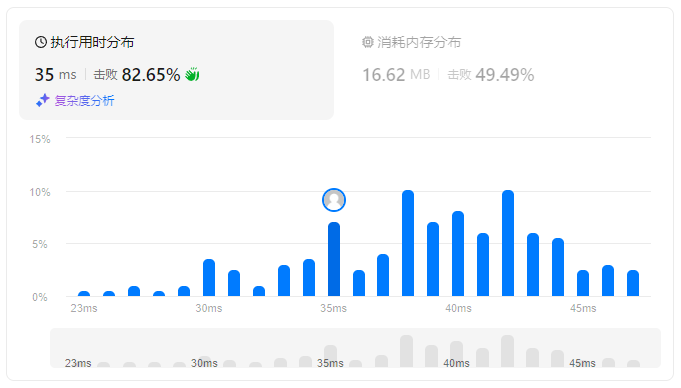 执行用时分布
35 ms 击败 82.65%
复杂度分析
消耗内存分布
16.62 MB 击败 49.49%
15%
10%
5%
0%
23ms 30ms 35ms 40ms 45ms
23ms 30ms 35ms 40ms 45ms